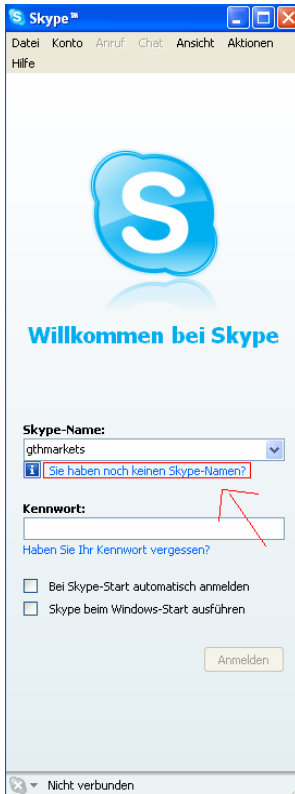 Skype™
Datei Konto Anruf Chat Ansicht Aktionen
Hilfe
S
Willkommen bei Skype
Skype-Name:
gthmarkets
i Sie haben noch keinen Skype-Namen?
Kennwort:
Haben Sie Ihr Kennwort vergessen?
Bei Skype-Start automatisch anmelden
Skype beim Windows-Start ausführen
Anmelden
Nicht verbunden